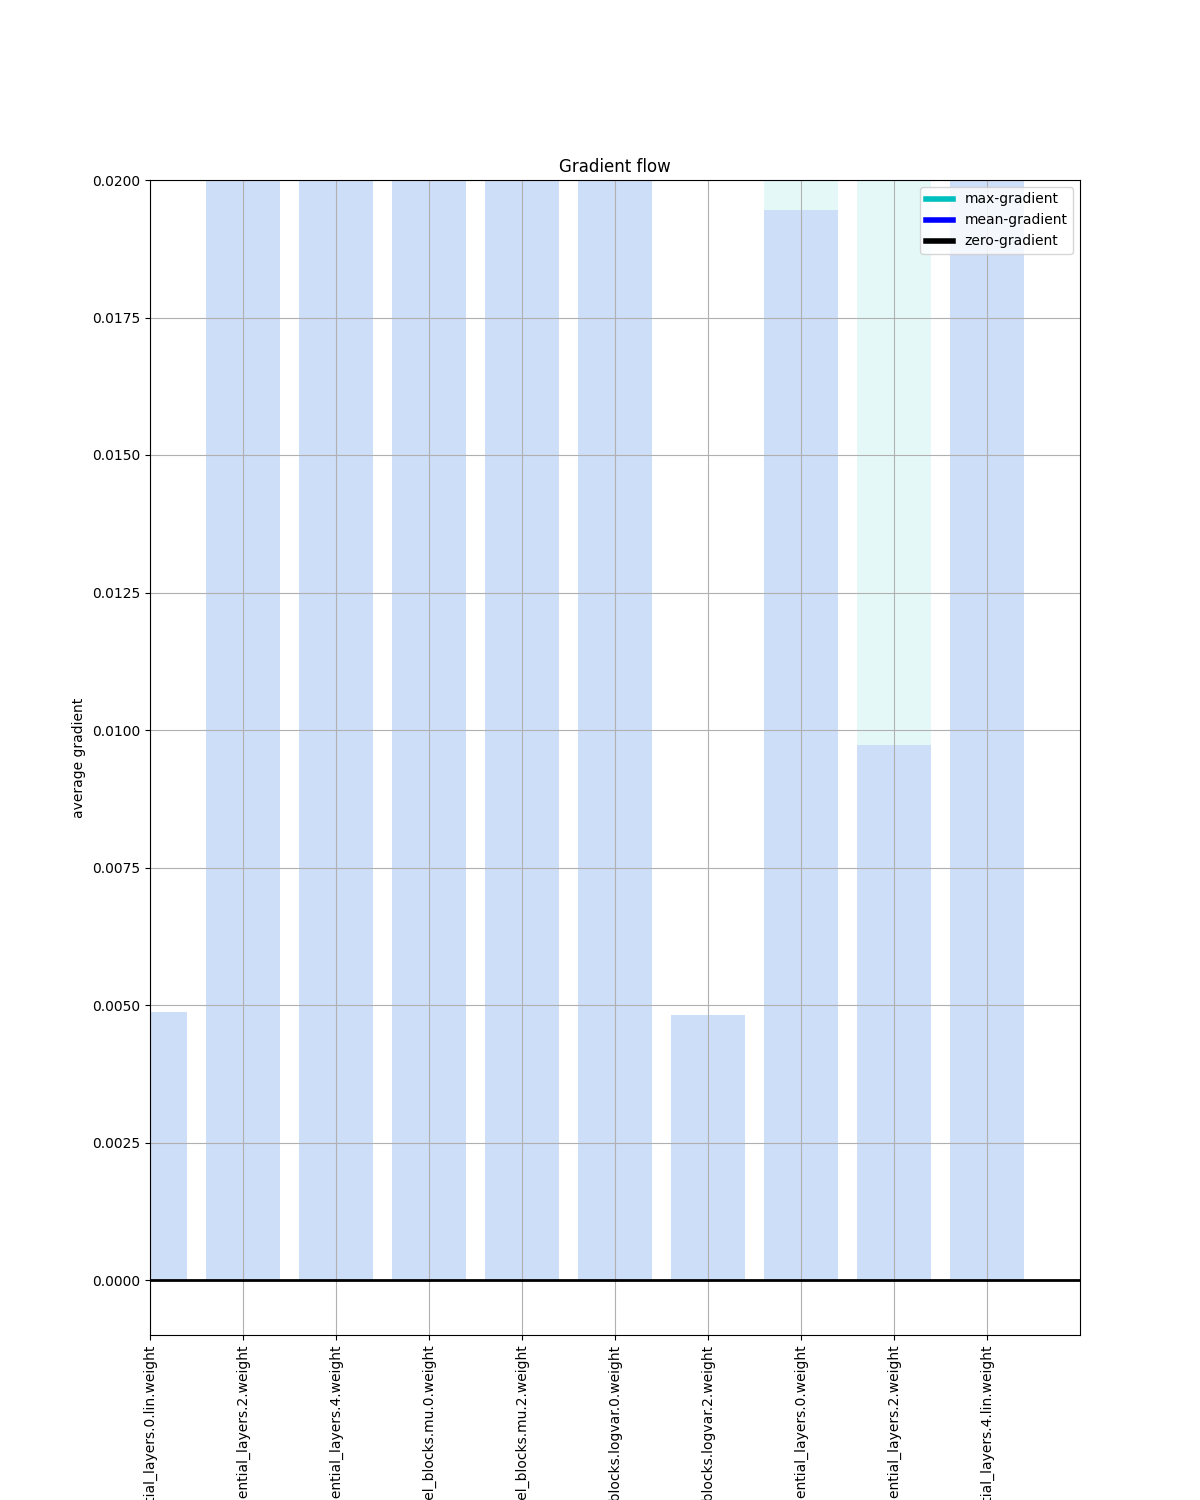 Gradient flow
0.0200
0.0175
0.0150
0.0125
0.0100
0.0075
0.0050
0.0025
0.0000
average gradient
max-gradient
mean-gradient
zero-gradient
tial_layers.0.lin.weight
ential_layers.2.weight
ential_layers.4.weight
el_blocks.mu.0.weight
el_blocks.mu.2.weight
blocks.logvar.0.weight
blocks.logvar.2.weight
ential_layers.0.weight
ential_layers.2.weight
tial_layers.4.lin.weight